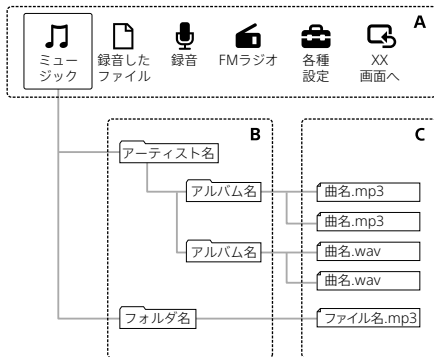 A
ミュー
ジック
録音した
ファイル
録音
FMラジオ
各種
設定
XX
画面へ
B
C
アーティスト名
アルバム名
曲名.mp3
曲名.mp3
アルバム名
曲名.wav
曲名.wav
フォルダ名
ファイル名.mp3